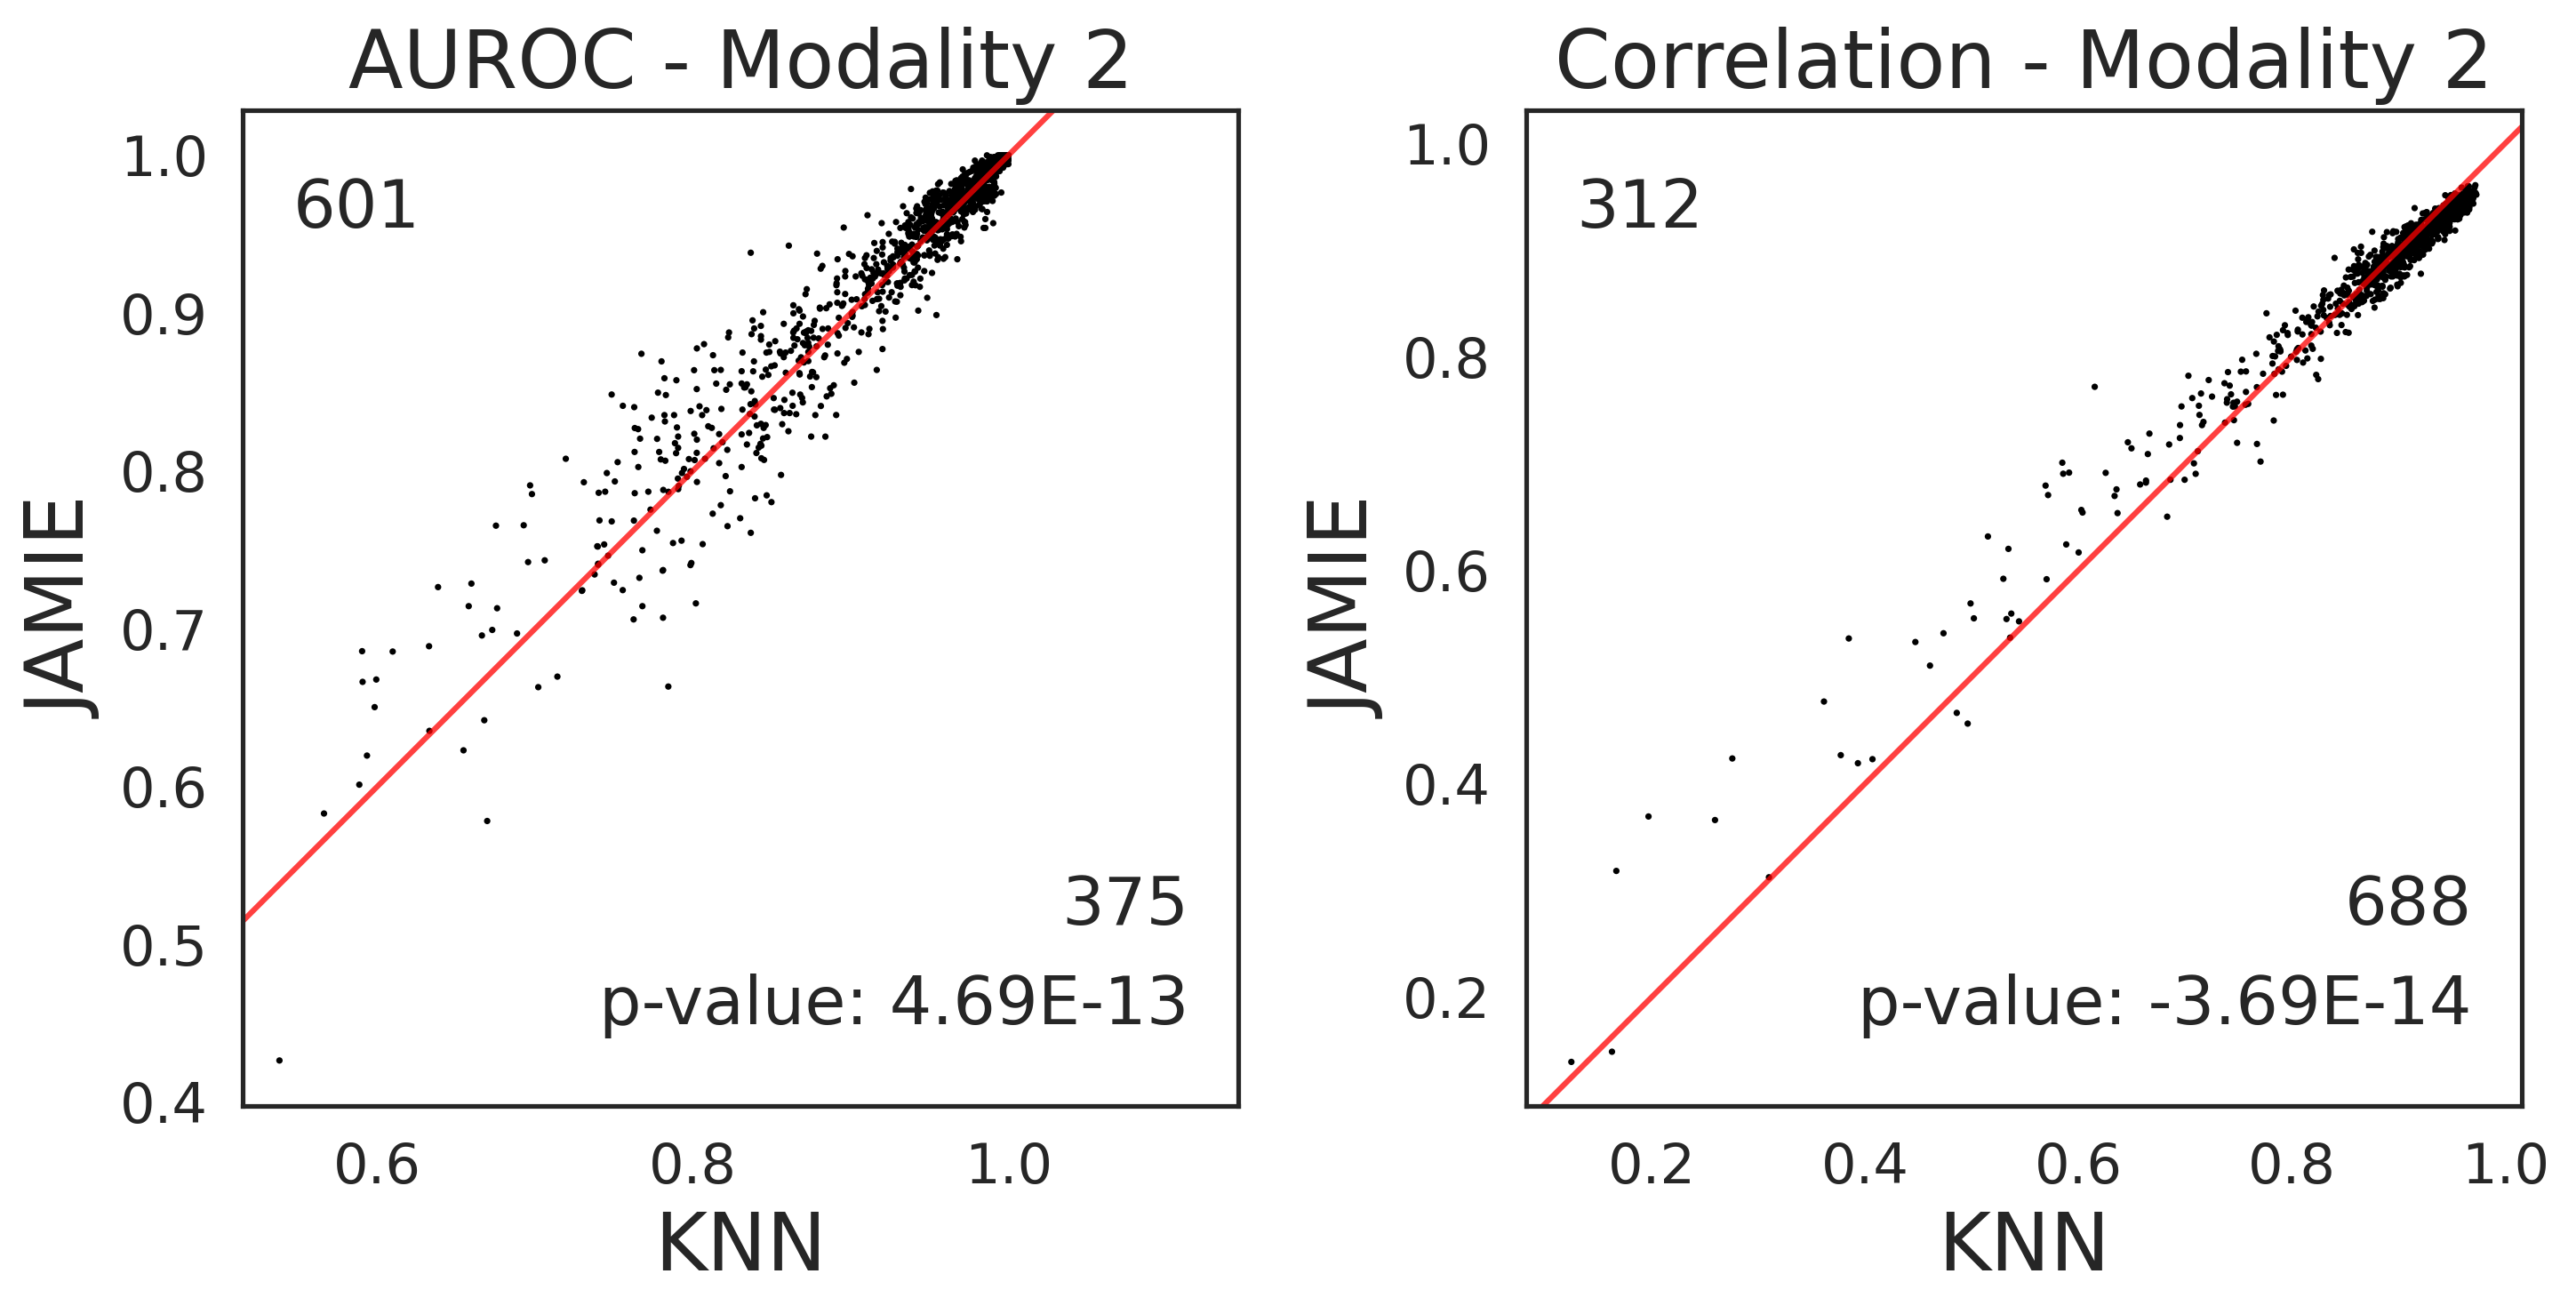 AUROC - Modality 2
1.0
0.9
0.8
0.7
0.6
0.5
0.4
JAMIE
601
375
p-value: 4.69E-13
0.6 0.8 1.0
KNN
Correlation - Modality 2
1.0
0.8
0.6
0.4
0.2
JAMIE
312
688
p-value: -3.69E-14
0.2 0.4 0.6 0.8 1.0
KNN